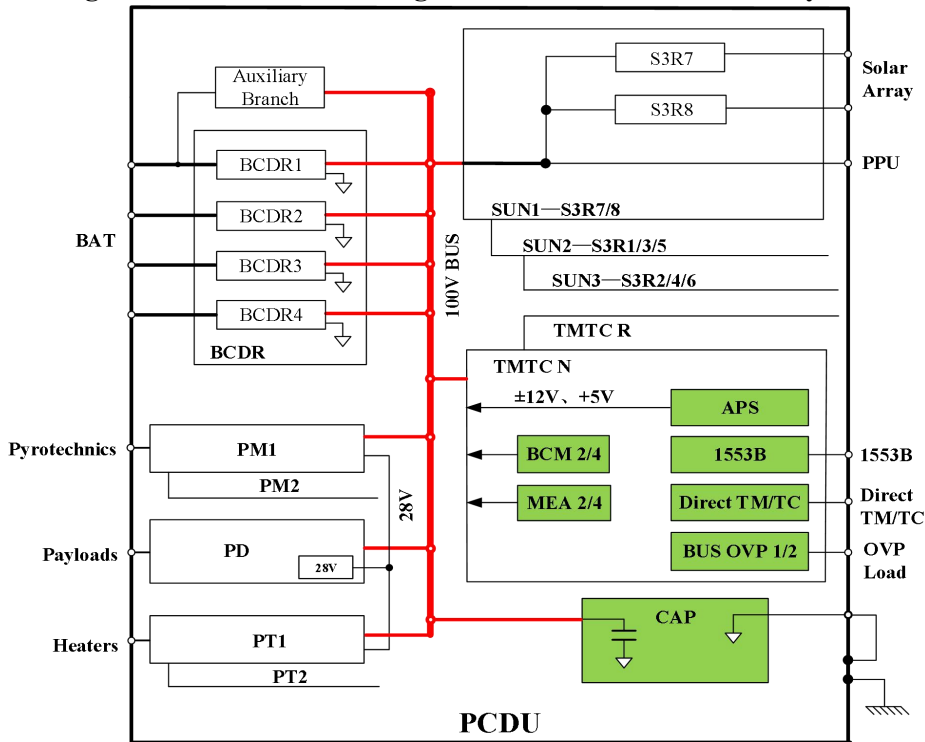 Auxiliary
Branch
BCDR1
BCDR2
BCDR3
BCDR4
BCDR
BAT
100V BUS
S3R7
S3R8
Solar
Array
PPU
SUN1—S3R7/8
SUN2—S3R1/3/5
SUN3—S3R2/4/6
TMTC R
TMTC N
±12V、+5V
APS
BCM 2/4
1553B
1553B
MEA 2/4
Direct TM/TC
Direct
TM/TC
BUS OVP 1/2
OVP
Load
Pyrotechnics
PM1
PM2
28V
Payloads
PD
28V
Heaters
PT1
PT2
CAP
PCDU